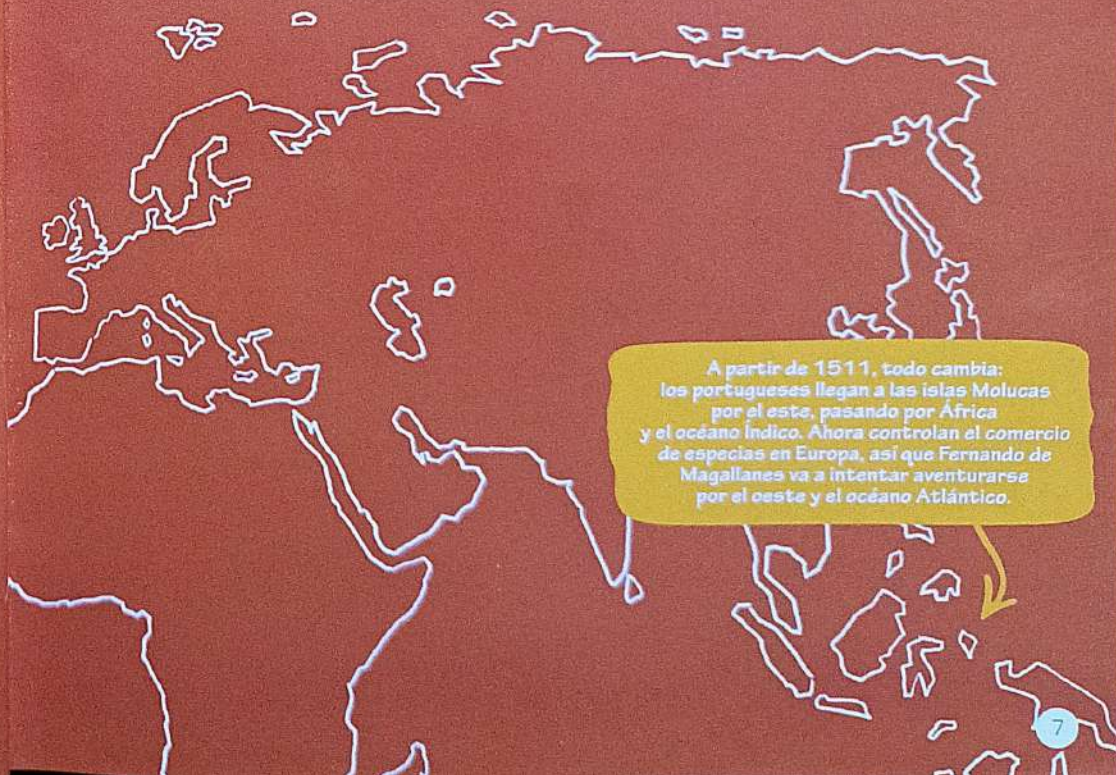 A partir de 1511, todo cambia:
los portugueses llegan a las islas Molucas
por el este, pasando por África
y el océano Índico. Ahora controlan el comercio
de especias en Europa, así que Fernando de
Magallanes va a intentar aventurarse
por el oeste y el océano Atlántico.
7